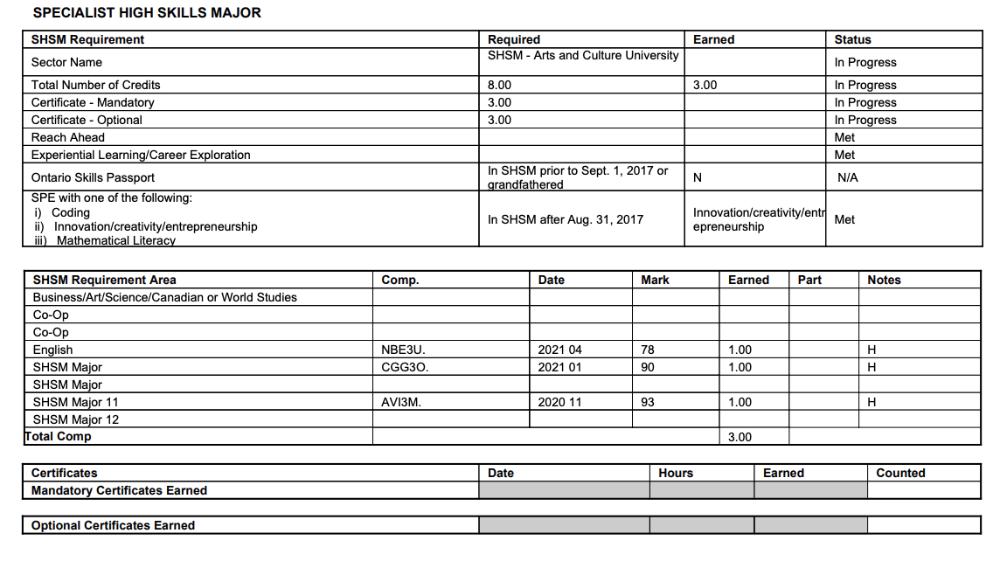 SPECIALIST HIGH SKILLS MAJOR
SHSM Requirement Required Earned Status
Sector Name SHSM - Arts and Culture University In Progress
Total Number of Credits 8.00 3.00 In Progress
Certificate - Mandatory 3.00 In Progress
Certificate - Optional 3.00 In Progress
Reach Ahead Met
Experiential Learning/Career Exploration Met
Ontario Skills Passport In SHSM prior to Sept. 1, 2017 or
grandfathered N N/A
SPE with one of the following:
i) Coding
ii) Innovation/creativity/entrepreneurship
iii) Mathematical Literacy
In SHSM after Aug. 31, 2017
Innovation/creativity/entr
epreneurship
Met
SHSM Requirement Area Comp. Date Mark Earned Part Notes
Business/Art/Science/Canadian or World Studies
Co-Op
Co-Op
English NBE3U. 2021 04 78 1.00 H
SHSM Major CGG3O. 2021 01 90 1.00 H
SHSM Major
SHSM Major 11 AVI3M. 2020 11 93 1.00 H
SHSM Major 12
Total Comp 3.00
Certificates Date Hours Earned Counted
Mandatory Certificates Earned
Optional Certificates Earned